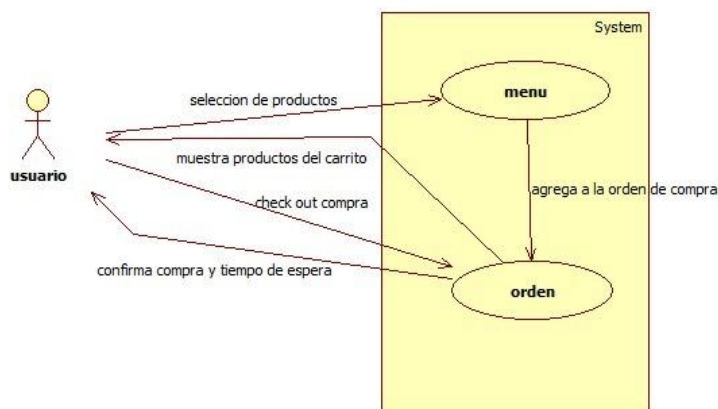 System
menu
seleccion de productos
usuario
muestra productos del carrito
agrega a la orden de compra
check out compra
confirma compra y tiempo de espera
orden